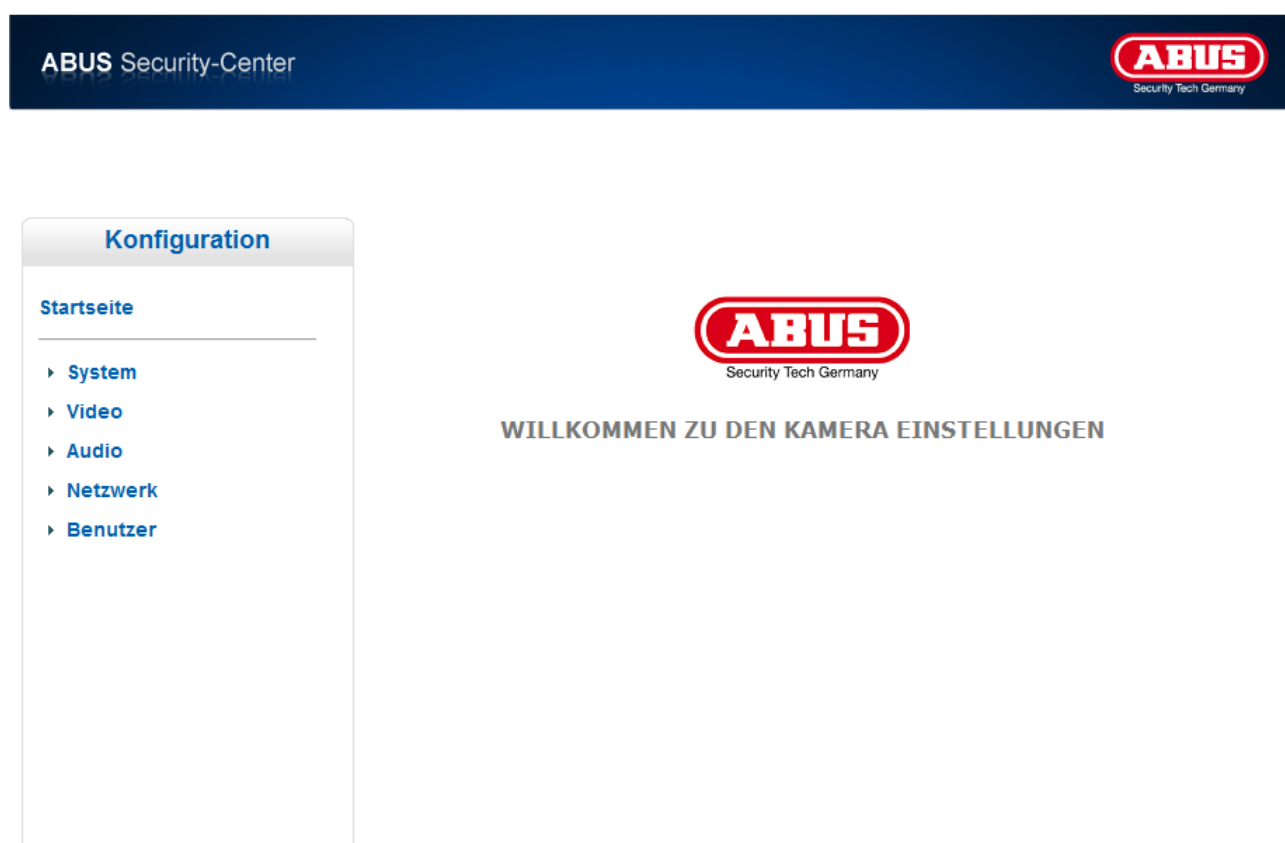 ABUS Security-Center
ABUS
Security Tech Germany
Konfiguration
Startseite
System
Video
Audio
Netzwerk
Benutzer
ABUS
Security Tech Germany
WILLKOMMEN ZU DEN KAMERA EINSTELLUNGEN